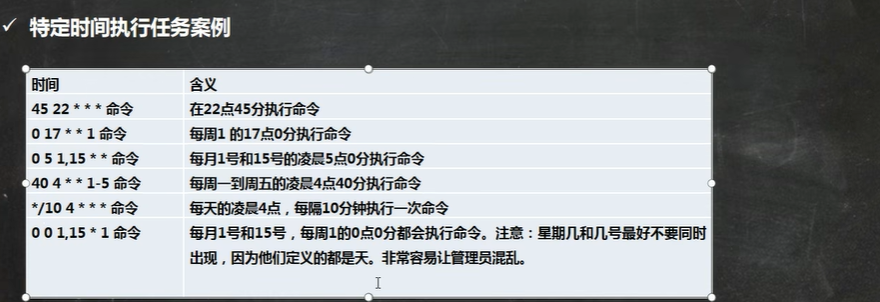 ✓ 特定时间执行任务案例
时间 含义
45 22 * * * 命令 在22点45分执行命令
0 17 * * 1 命令 每周1 的17点0分执行命令
0 5 1,15 * * 命令 每月1号和15号的凌晨5点0分执行命令
40 4 * * 1-5 命令 每周一到周五的凌晨4点40分执行命令
*/10 4 * * * 命令 每天的凌晨4点，每隔10分钟执行一次命令
0 0 1,15 * 1 命令 每月1号和15号，每周1的0点0分都会执行命令。注意：星期几和几号最好不要同时
出现，因为他们定义的都是天。非常容易让管理员混乱。